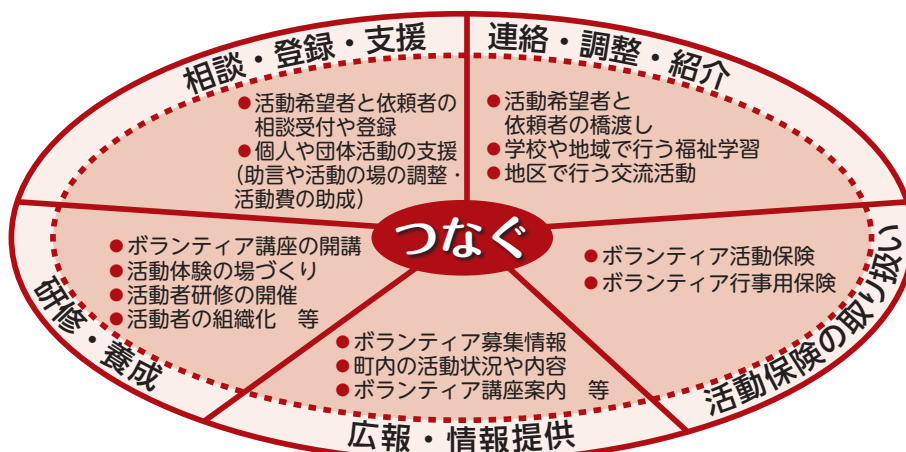 相談・登録・支援
●活動希望者と依頼者の
相談受付や登録
●個人や団体活動の支援
(助言や活動の場の調整・
活動費の助成)
連絡・調整・紹介
●活動希望者と
依頼者の橋渡し
●学校や地域で行う福祉学習
●地区で行う交流活動
つなぐ
研修・養成
●ボランティア講座の開講
●活動体験の場づくり
●活動者研修の開催
●活動者の組織化 等
活動保険の取り扱い
●ボランティア活動保険
●ボランティア行事用保険
●ボランティア募集情報
●町内の活動状況や内容
●ボランティア講座案内 等
広報・情報提供